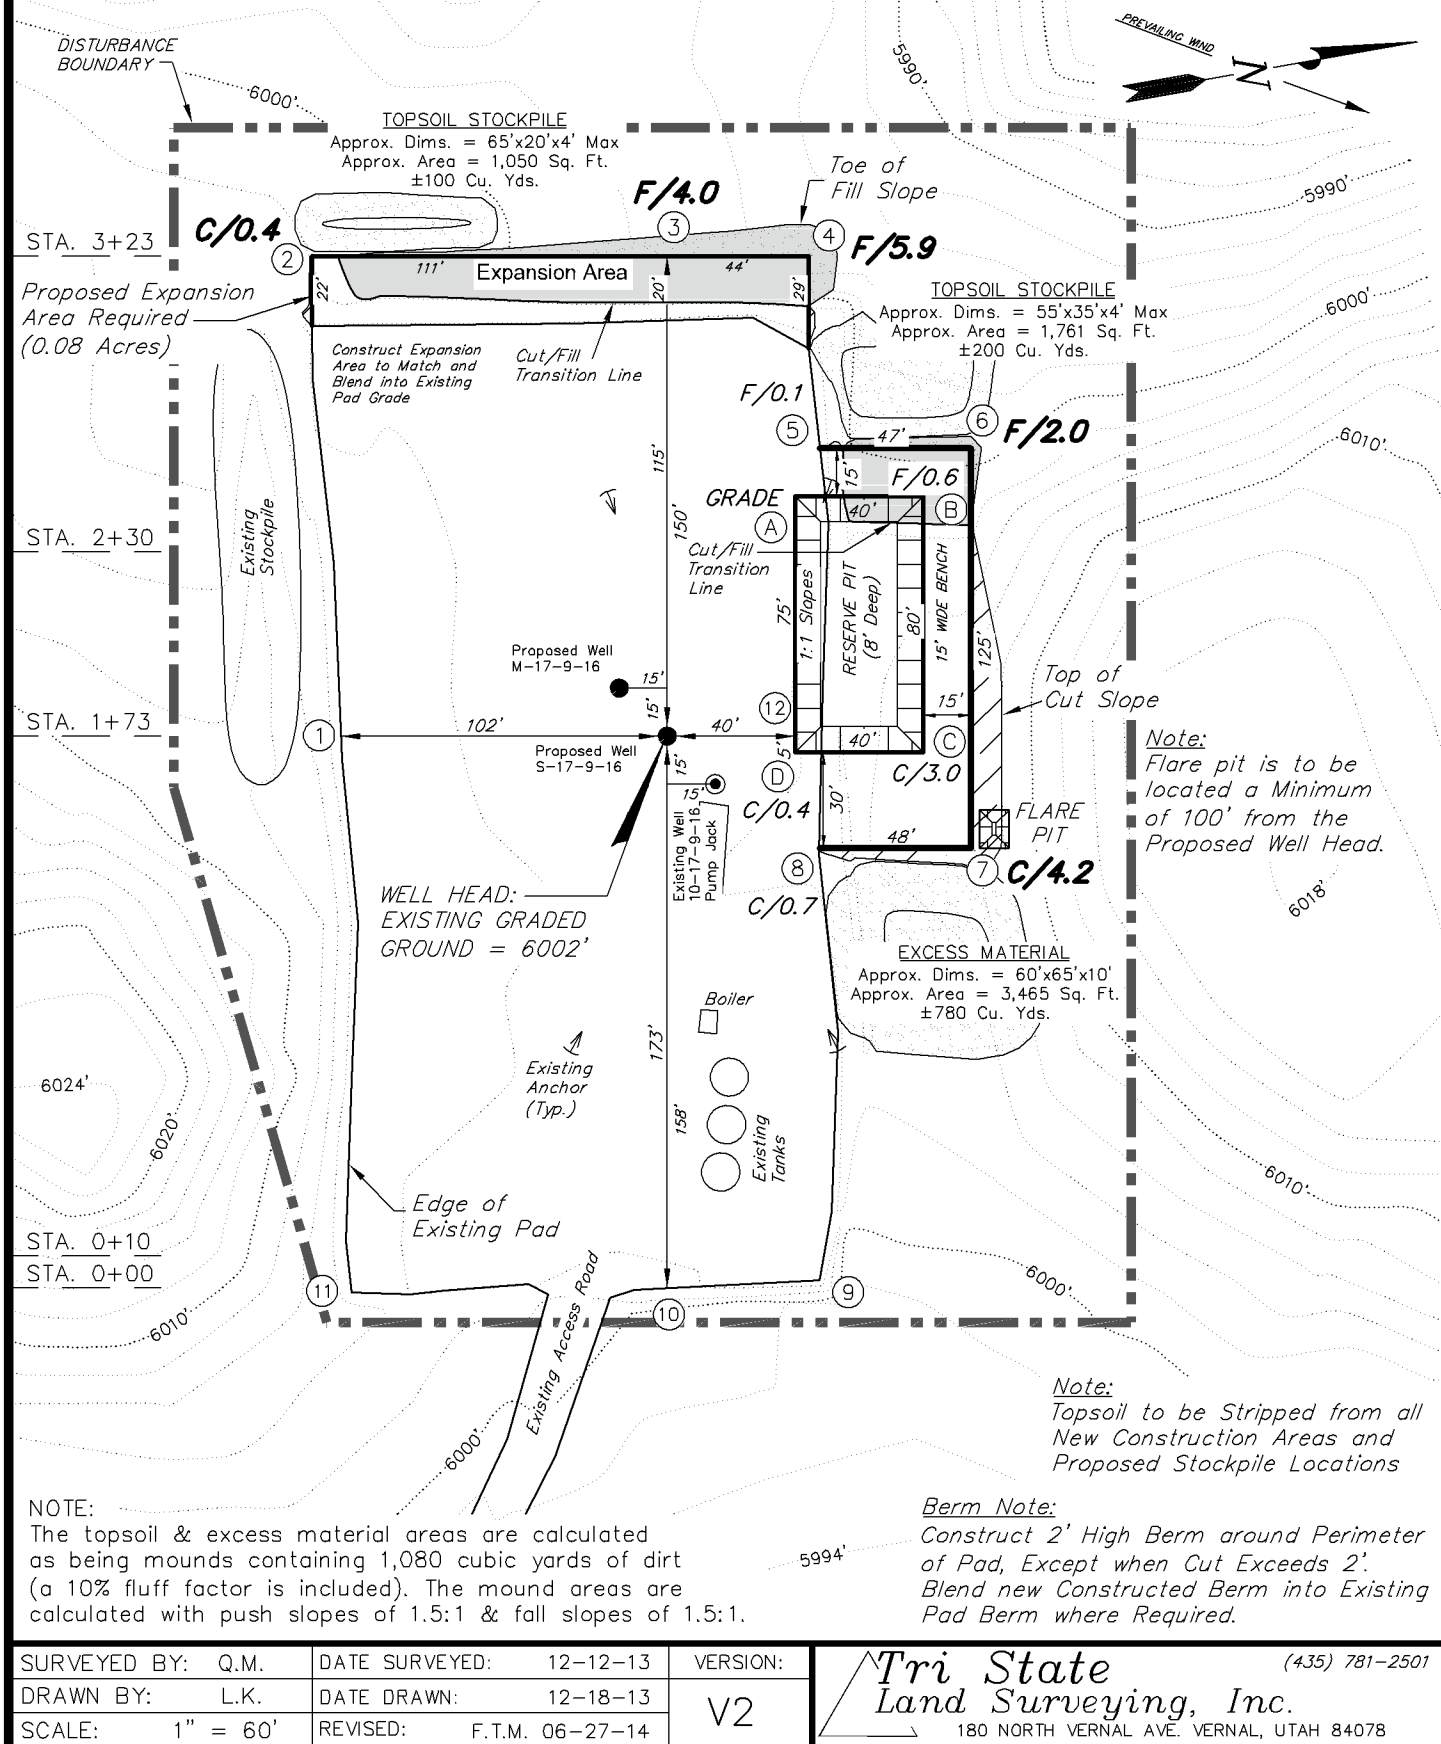 PREVAILING WIND
N
DISTURBANCE
BOUNDARY
6000'
5990'
TOPSOIL STOCKPILE
Approx. Dims. = 65'x20'x4' Max
Approx. Area = 1,050 Sq. Ft.
±100 Cu. Yds.
Toe of
Fill Slope
5990'
F/4.0
3
C/0.4
2
4
F/5.9
STA. 3+23
111'
Expansion Area
44'
22'
20'
29'
Proposed Expansion
Area Required
(0.08 Acres)
TOPSOIL STOCKPILE
Approx. Dims. = 55'x35'x4' Max
Approx. Area = 1,761 Sq. Ft.
±200 Cu. Yds.
6000'
Construct Expansion
Area to Match and
Blend into Existing
Pad Grade
Cut/Fill
Transition Line
F/0.1
5
6
F/2.0
47'
6010'
115'
15'
F/0.6
GRADE
A
40'
B
150'
STA. 2+30
Existing
Stockpile
Cut/Fill
Transition
Line
75'
1:1 Slopes
RESERVE PIT
(8' Deep)
80'
15' WIDE BENCH
125'
Proposed Well
M-17-9-16
15'
15'
Top of
Cut Slope
15'
12
STA. 1+73
1
102'
40'
5'
40'
C
Proposed Well
S-17-9-16
15'
15'
D
C/0.4
C/3.0
30'
Note:
Flare pit is to be
located a Minimum
of 100' from the
Proposed Well Head.
Existing Well
10-17-9-16
Pump Jack
FLARE
PIT
48'
8
7
C/4.2
C/0.7
WELL HEAD:
EXISTING GRADED
GROUND = 6002'
6018'
EXCESS MATERIAL
Approx. Dims. = 60'x65'x10'
Approx. Area = 3,465 Sq. Ft.
±780 Cu. Yds.
Boiler
173'
Existing
Anchor
(Typ.)
158'
Existing
Tanks
6024'
6020'
6010'
Edge of
Existing Pad
STA. 0+10
STA. 0+00
11
10
9
6000'
6010'
Existing Access Road
6000'
Note:
Topsoil to be Stripped from all
New Construction Areas and
Proposed Stockpile Locations
NOTE:
The topsoil & excess material areas are calculated
as being mounds containing 1,080 cubic yards of dirt
(a 10% fluff factor is included). The mound areas are
calculated with push slopes of 1.5:1 & fall slopes of 1.5:1.
5994'
Berm Note:
Construct 2' High Berm around Perimeter
of Pad, Except when Cut Exceeds 2'.
Blend new Constructed Berm into Existing
Pad Berm where Required.
SURVEYED BY: Q.M.
DATE SURVEYED: 12-12-13
VERSION:
DRAWN BY: L.K.
DATE DRAWN: 12-18-13
V2
SCALE: 1" = 60'
REVISED: F.T.M. 06-27-14
Tri State
(435) 781-2501
Land Surveying, Inc.
180 NORTH VERNAL AVE. VERNAL, UTAH 84078